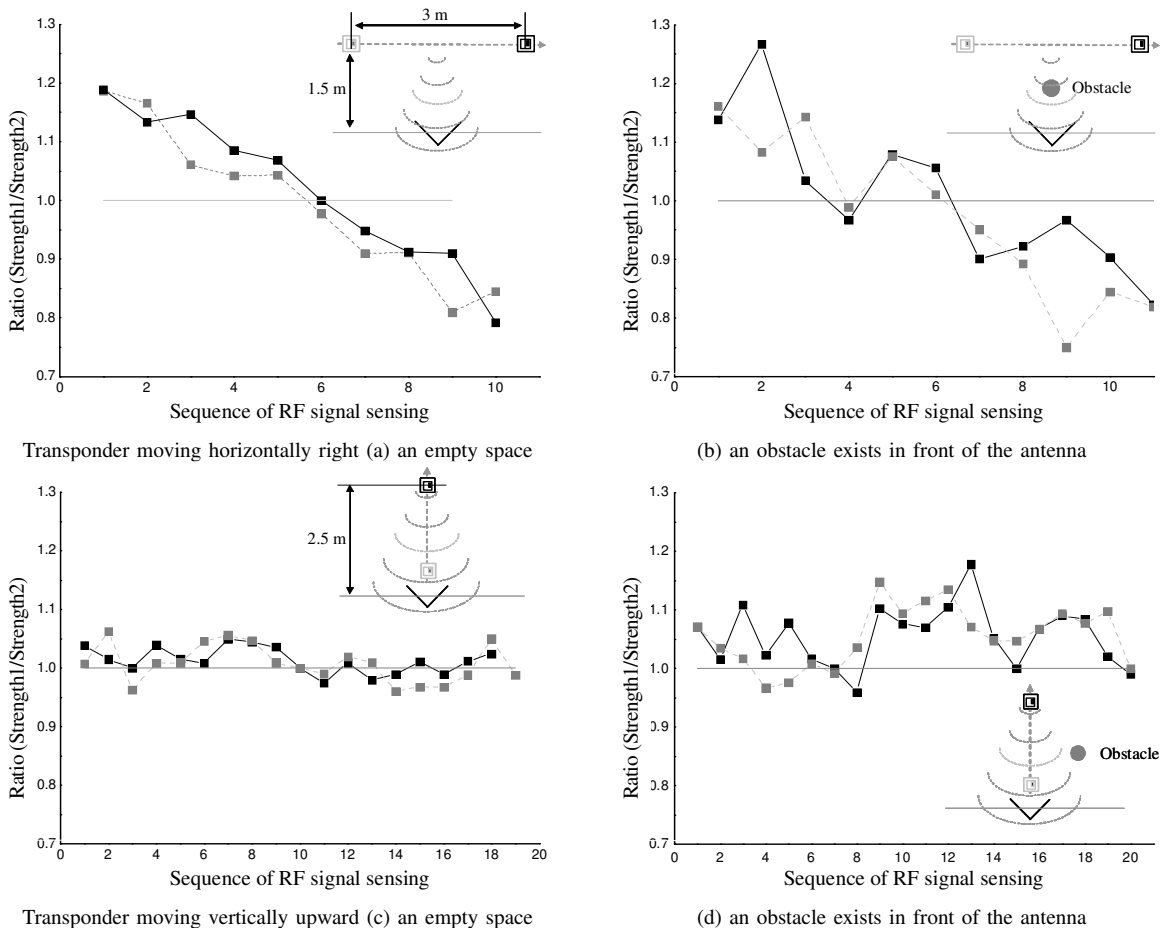 1.3
1.2
1.1
1.0
0.9
0.8
0.7
Ratio (Strength1/Strength2)
3 m
1.5 m
0 2 4 6 8 10
Sequence of RF signal sensing
Transponder moving horizontally right (a) an empty space
1.3
1.2
1.1
1.0
0.9
0.8
0.7
Ratio (Strength1/Strength2)
Obstacle
0 2 4 6 8 10
Sequence of RF signal sensing
(b) an obstacle exists in front of the antenna
1.3
1.2
1.1
1.0
0.9
0.8
0.7
Ratio (Strength1/Strength2)
2.5 m
0 2 4 6 8 10 12 14 16 18 20
Sequence of RF signal sensing
Transponder moving vertically upward (c) an empty space
1.3
1.2
1.1
1.0
0.9
0.8
0.7
Ratio (Strength1/Strength2)
Obstacle
0 2 4 6 8 10 12 14 16 18 20
Sequence of RF signal sensing
(d) an obstacle exists in front of the antenna